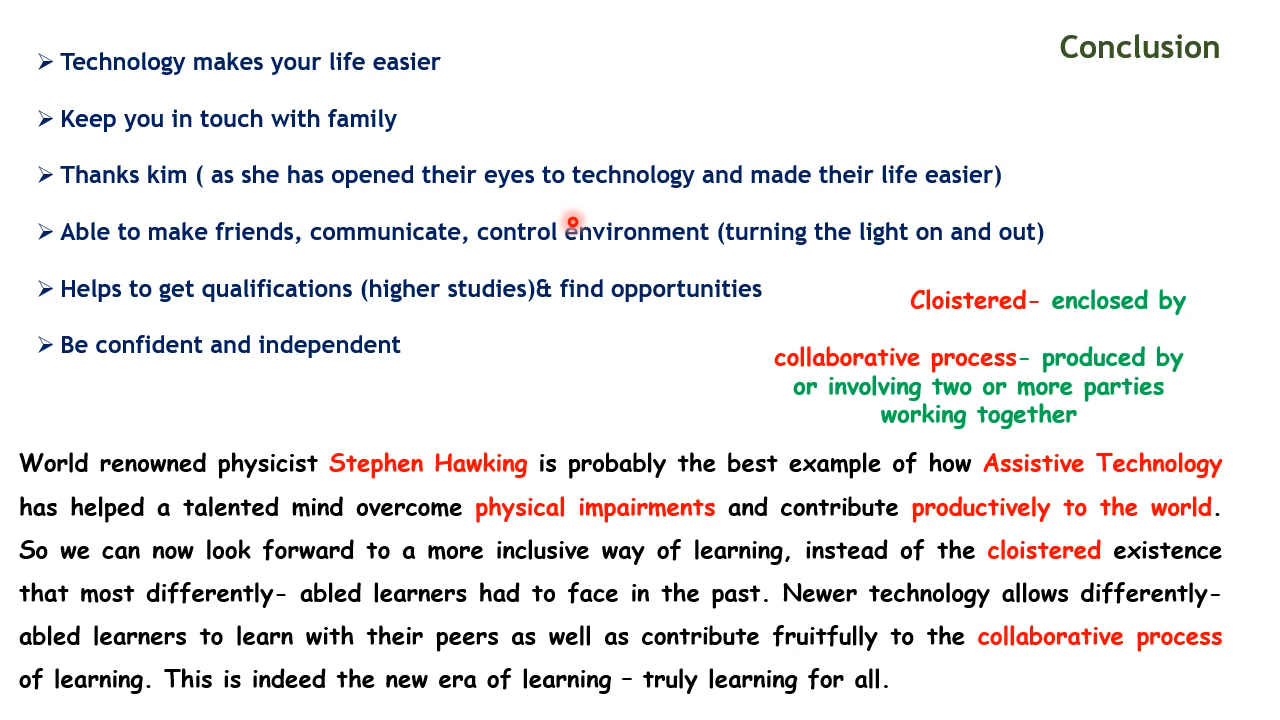 Conclusion
➢ Technology makes your life easier
➢ Keep you in touch with family
➢ Thanks kim ( as she has opened their eyes to technology and made their life easier)
➢ Able to make friends, communicate, control environment (turning the light on and out)
➢ Helps to get qualifications (higher studies)& find opportunities
➢ Be confident and independent
Cloistered- enclosed by
collaborative process- produced by
or involving two or more parties
working together
World renowned physicist Stephen Hawking is probably the best example of how Assistive Technology
has helped a talented mind overcome physical impairments and contribute productively to the world.
So we can now look forward to a more inclusive way of learning, instead of the cloistered existence
that most differently- abled learners had to face in the past. Newer technology allows differently-
abled learners to learn with their peers as well as contribute fruitfully to the collaborative process
of learning. This is indeed the new era of learning – truly learning for all.